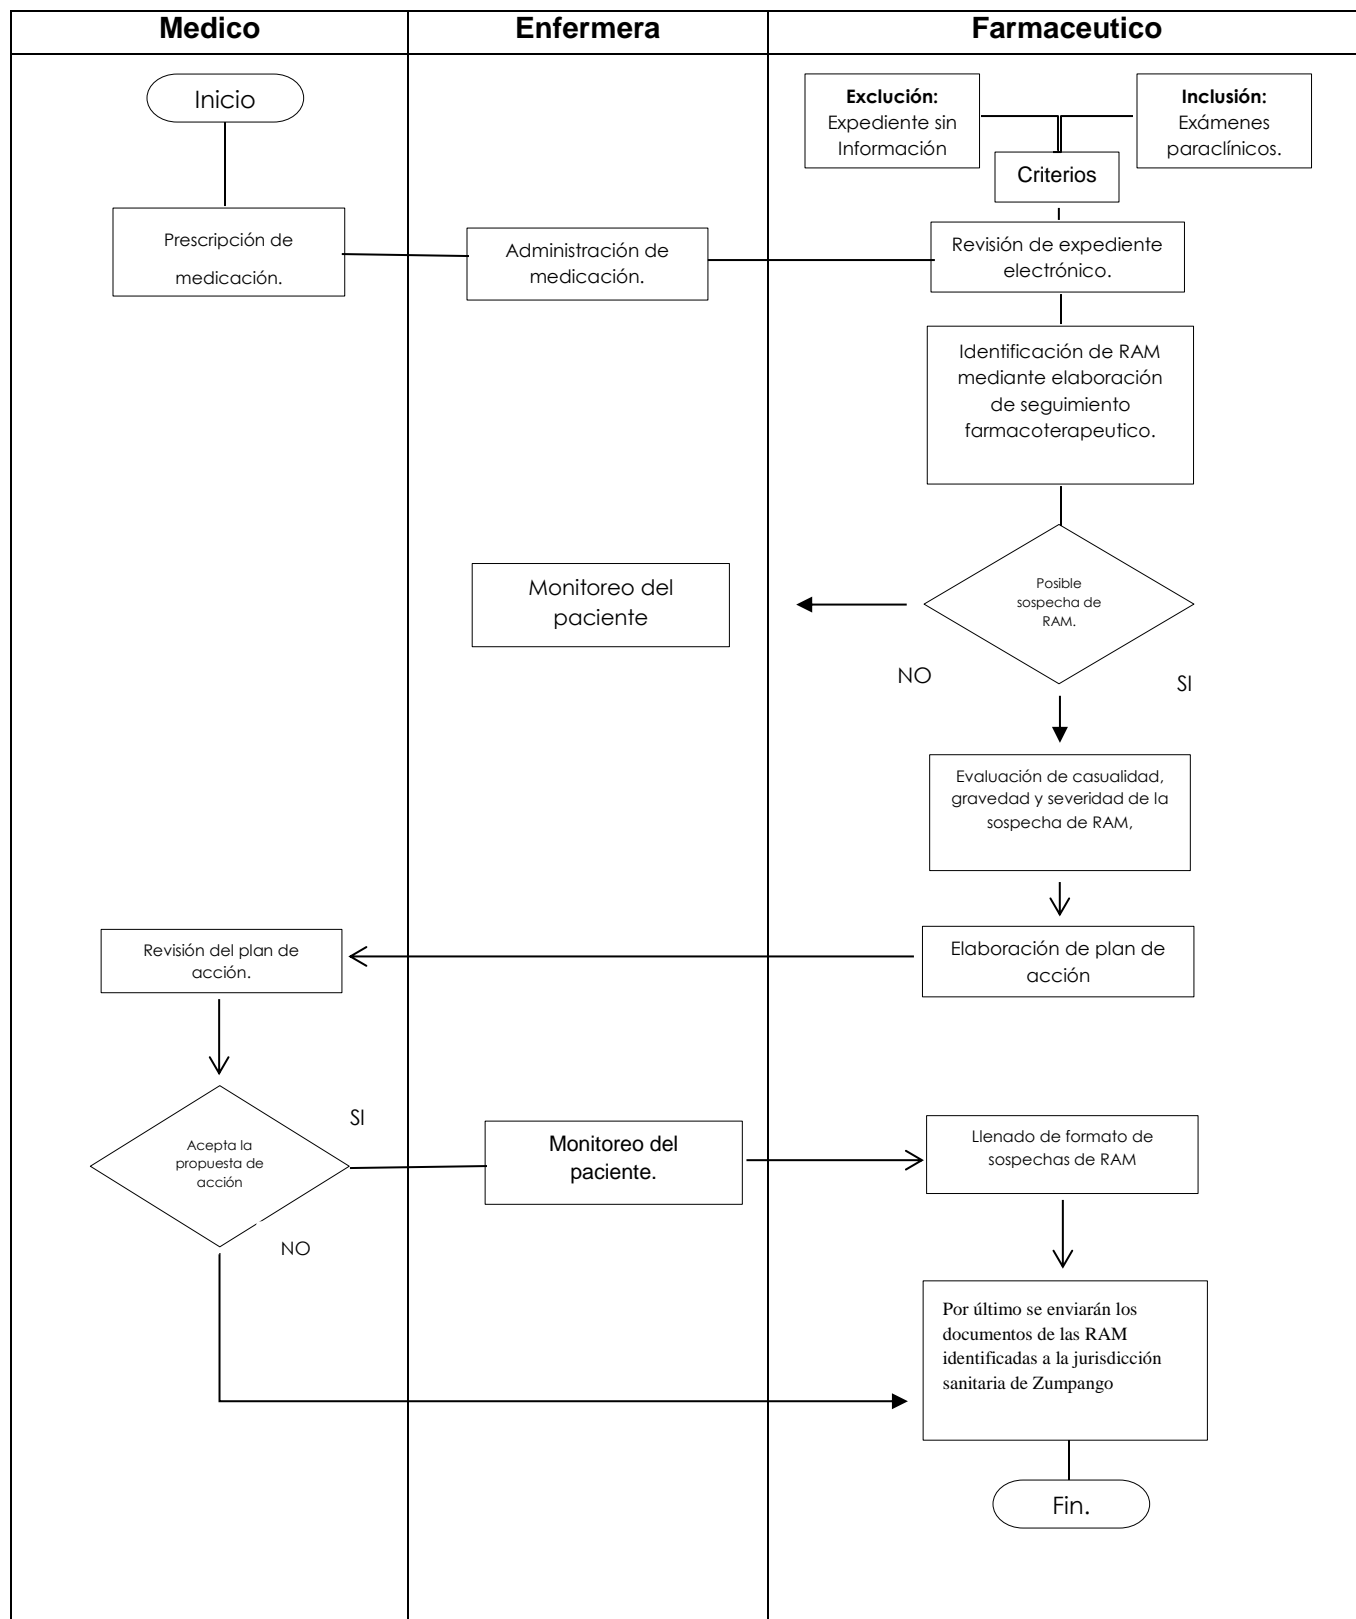 Medico
Enfermera
Farmaceutico
Inicio
Exclución:
Expediente sin
Información
Inclusión:
Exámenes
paraclínicos.
Criterios
Prescripción de
medicación.
Administración de
medicación.
Revisión de expediente
electrónico.
Identificación de RAM
mediante elaboración
de seguimiento
farmacoterapeutico.
Monitoreo del
paciente
Posible
sospecha de
RAM.
NO
SI
Evaluación de casualidad,
gravedad y severidad de la
sospecha de RAM,
Revisión del plan de
acción.
Elaboración de plan de
acción
SI
Acepta la
propuesta de
acción
NO
Monitoreo del
paciente.
Llenado de formato de
sospechas de RAM
Por último se enviarán los
documentos de las RAM
identificadas a la jurisdicción
sanitaria de Zumpango
Fin.